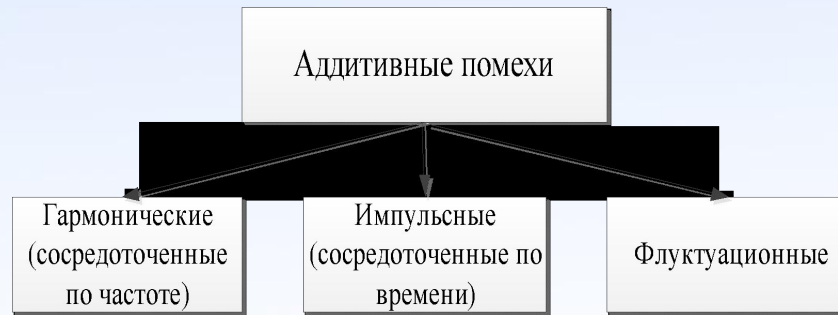 Аддитивные помехи
Гармонические
(сосредоточенные
по частоте)
Импульсные
(сосредоточенные по
времени)
Флуктуационные